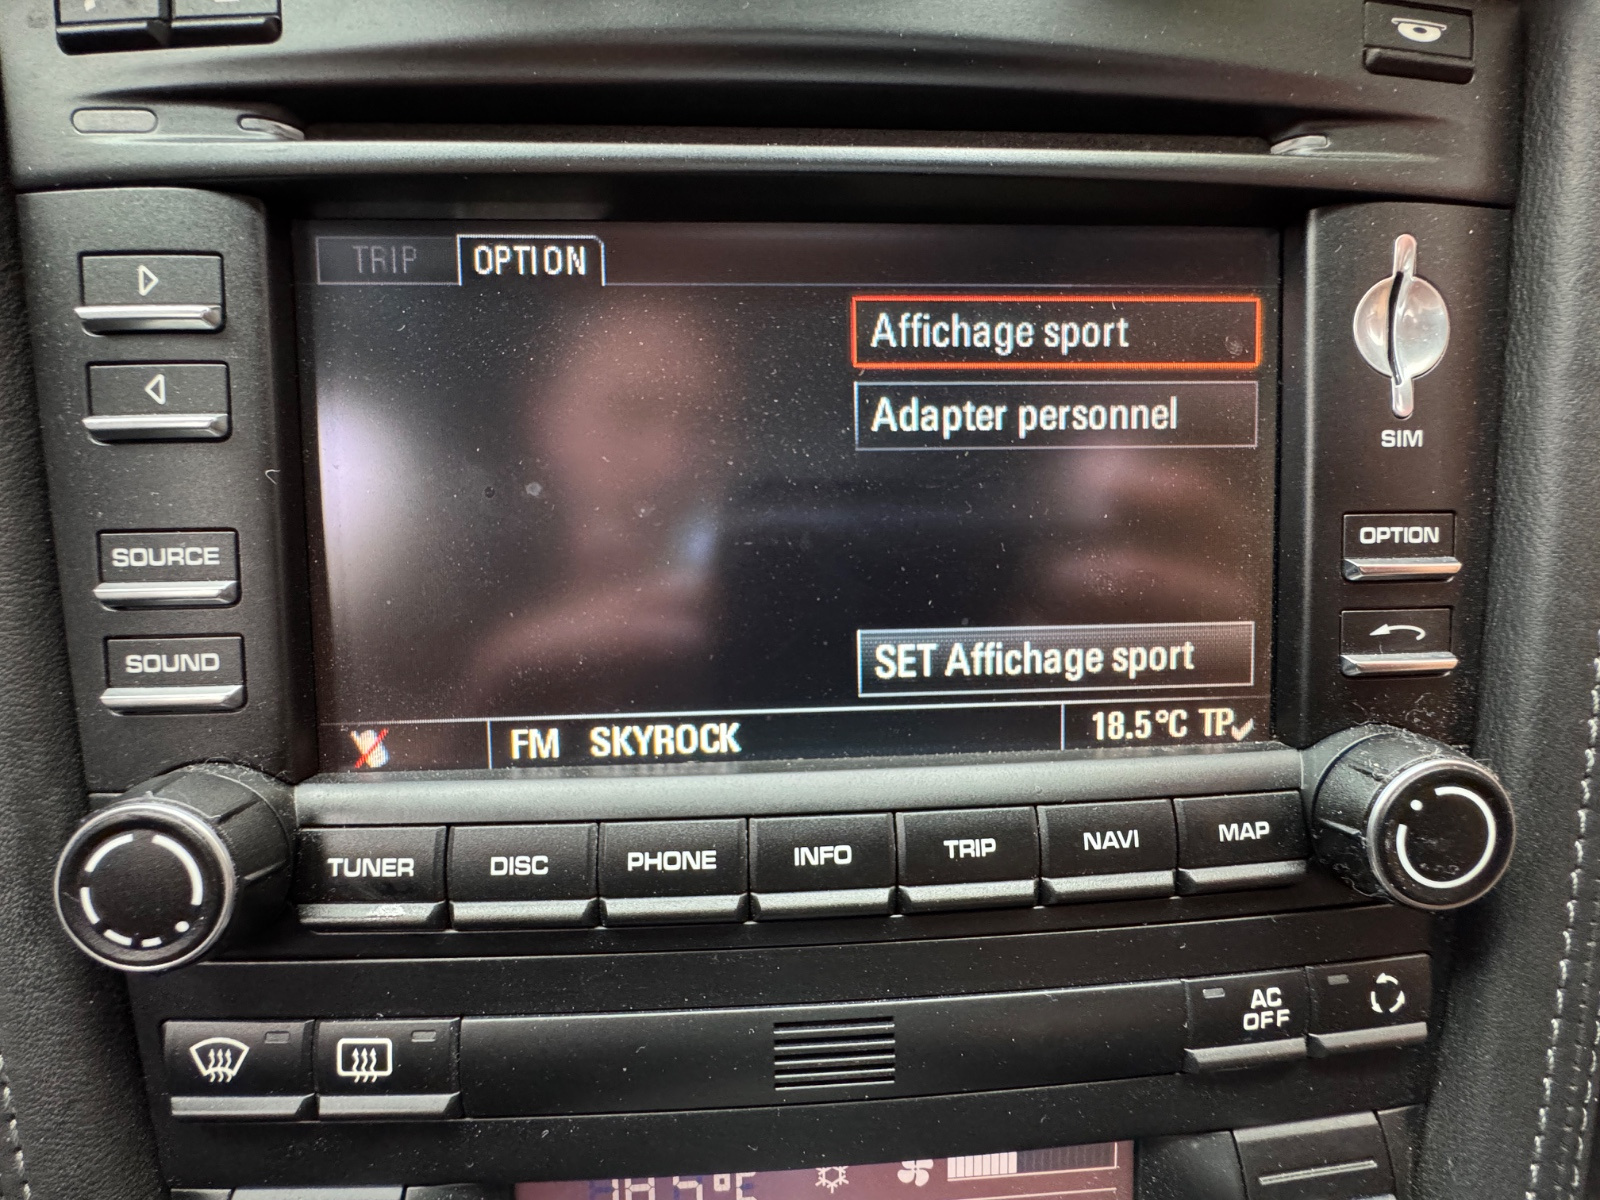 TRIP OPTION
Affichage sport
Adapter personnel
SIM
SOURCE
OPTION
SOUND
SET Affichage sport
FM SKYROCK 18.5°C TP
TUNER DISC PHONE INFO TRIP NAVI MAP
AC
OFF